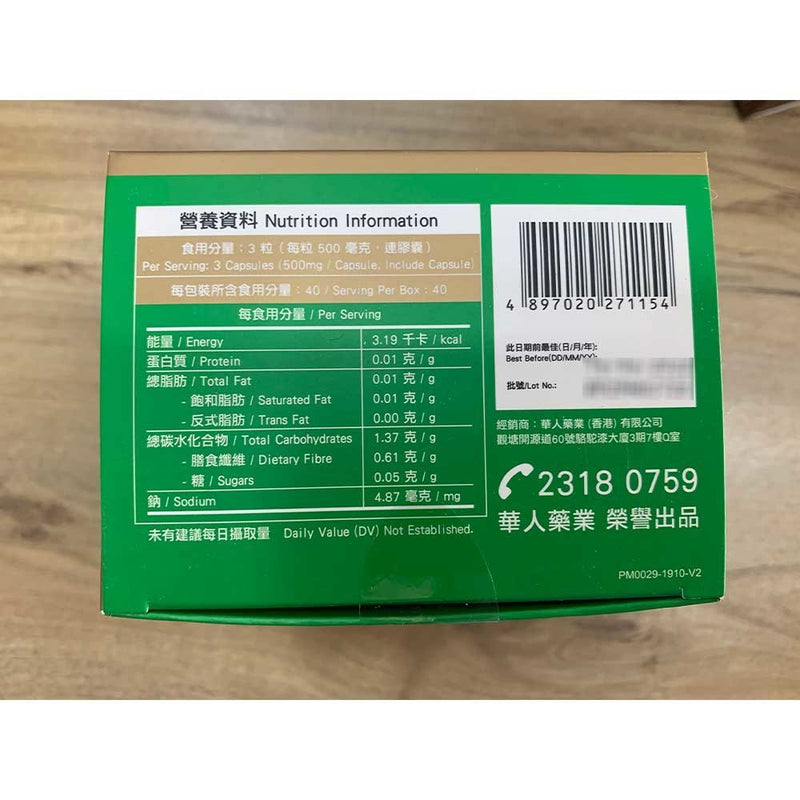 營養資料 Nutrition Information
食用分量：3 粒（每粒 500 毫克，連膠囊）
Per Serving: 3 Capsules (500mg / Capsule, Include Capsule)
每包裝所含食用分量：40 / Serving Per Box：40
每食用分量 / Per Serving
能量 / Energy 3.19 千卡 / kcal
蛋白質 / Protein 0.01 克 / g
總脂肪 / Total Fat 0.01 克 / g
- 飽和脂肪 / Saturated Fat 0.01 克 / g
- 反式脂肪 / Trans Fat 0.00 克 / g
總碳水化合物 / Total Carbohydrates 1.37 克 / g
- 膳食纖維 / Dietary Fibre 0.61 克 / g
- 糖 / Sugars 0.05 克 / g
鈉 / Sodium 4.87 毫克 / mg
未有建議每日攝取量 Daily Value (DV) Not Established.
4 897020 271154
此日期前最佳(日/月/年):
Best Before(DD/MM/YY):
批號/Lot No.:
經銷商：華人藥業 (香港) 有限公司
觀塘開源道60號駱駝漆大廈3期7樓Q室
2318 0759
華人藥業 榮譽出品
PM0029-1910-V2